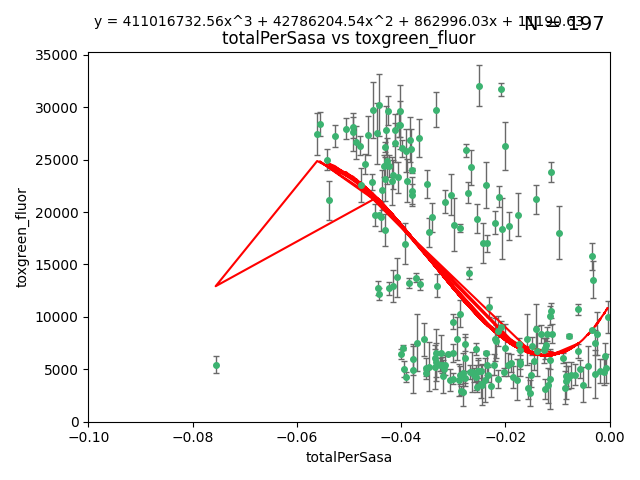 y = 411016732.56x^3 + 42786204.54x^2 + 862996.03x +
N = 197
totalPerSasa vs toxgreen_fluor
35000
30000
25000
20000
15000
10000
5000
0
toxgreen_fluor
−0.10
−0.08
−0.06
−0.04
−0.02
0.00
totalPerSasa